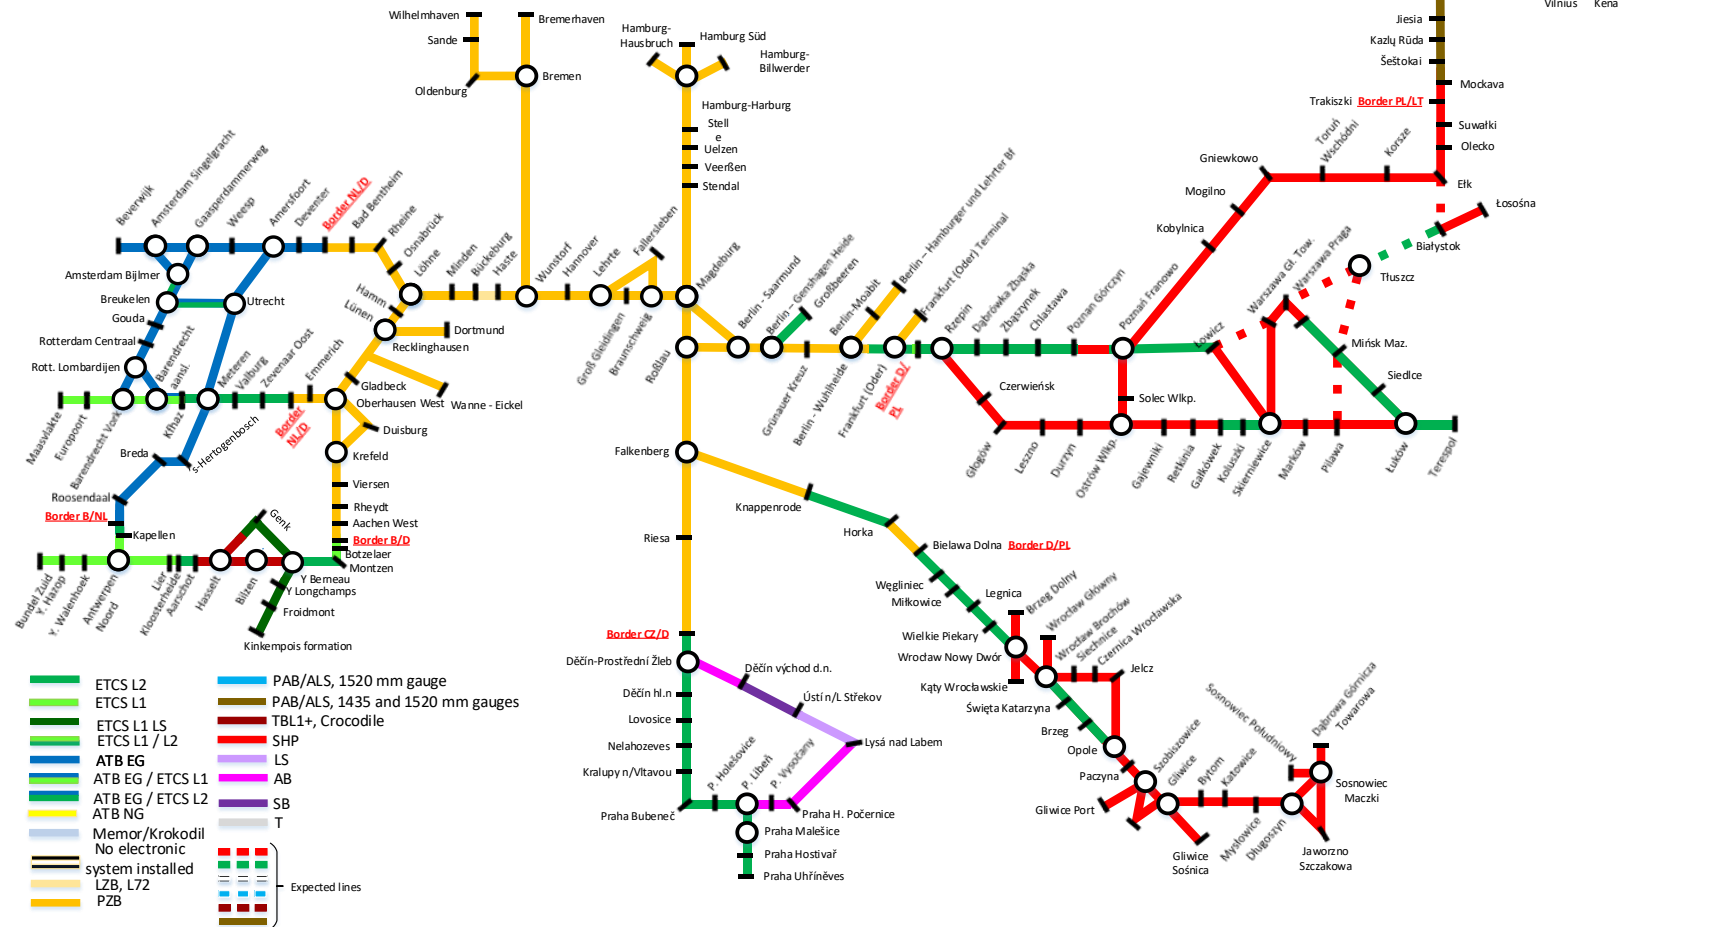 Wilhelmhaven
Sande
Oldenburg
Bremerhaven
Bremen
Hamburg-
Hausbruch
Hamburg Süd
Hamburg-
Billwerder
Hamburg-Harburg
Stell
e
Uelzen
Veerßen
Stendal
Vilnius
Kena
Jiesia
Kazlų Rūda
Šeštokai
Mockava
Trakiszki
Border PL/LT
Suwałki
Olecko
Ełk
Łosośna
Białystok
Tłuszcz
Korsze
Toruń
Wschódni
Gniewkowo
Mogilno
Kobylnica
Beverwijk
Amsterdam Singelgracht
Gaasperdammerweg
Weesp
Amersfoort
Deventer
Border NL/D
Bad Bentheim
Rheine
Osnabrück
Löhne
Minden
Bückeburg
Haste
Wunstorf
Hannover
Lehrte
Fallersleben
Groß Gleidingen
Braunschweig
Magdeburg
Roßlau
Berlin - Saarmund
Berlin – Genshagen Heide
Großbeeren
Grünauer Kreuz
Berlin-Moabit
Berlin - Wuhlheide
Berlin – Hamburger und Lehrter Bf
Frankfurt (Oder) Terminal
Frankfurt (Oder)
Border D/
PL
Rzepin
Dąbrówka Zbąska
Zbąszynek
Chlastawa
Poznań Górczyn
Poznań Franowo
Łowicz
Warszawa Gł. Tow.
Warszawa Praga
Mińsk Maz.
Siedlce
Amsterdam Bijlmer
Breukelen
Utrecht
Gouda
Rotterdam Centraal
Rott. Lombardijen
Barendrecht
aansl.
Maasvlakte
Europoort
Barendrecht Vork
Kfhaz
Meteren
Valburg
Zevenaar Oost
Emmerich
Border
NL/D
Hamm
Lünen
Dortmund
Recklinghausen
Gladbeck
Oberhausen West
Wanne - Eickel
Duisburg
Krefeld
Viersen
Rheydt
Aachen West
Border B/D
Botzelaer
Montzen
Breda
s-Hertogenbosch
Roosendaal
Border B/NL
Kapellen
Bundel Zuid
Y. Hazop
Y. Walenhoek
Antwerpen
Noord
Lier
Kloosterheide
Aarschot
Hasselt
Bilzen
Genk
Y Berneau
Y Longchamps
Froidmont
Kinkempois formation
Czerwieńsk
Solec Wlkp.
Głogów
Leszno
Durzyn
Ostrów Wlkp.
Gajewniki
Retkinia
Gałkówek
Koluszki
Skierniewice
Marków
Pilawa
Łuków
Terespol
Falkenberg
Knappenrode
Horka
Riesa
Bielawa Dolna
Border D/PL
Węgliniec
Miłkowice
Legnica
Wielkie Piekary
Brzeg Dolny
Wrocław Główny
Wrocław Brochów
Siechnice
Czernica Wrocławska
Jelcz
Wrocław Nowy Dwór
Kąty Wrocławskie
Święta Katarzyna
Brzeg
Opole
Paczyna
Szobiszowice
Gliwice
Bytom
Katowice
Gliwice Port
Gliwice
Sośnica
Mysłowice
Długoszyn
Sosnowiec Południowy
Dąbrowa Górnicza
Towarowa
Sosnowiec
Maczki
Jaworzno
Szczakowa
Border CZ/D
Děčín-Prostřední Žleb
Děčín východ d.n.
Děčín hl.n
Ústí n/L Střekov
Lovosice
Nelahozeves
Lysá nad Labem
Kralupy n/Vltavou
Praha Bubeneč
P. Holešovice
P. Libeň
P. Vysočany
Praha H. Počernice
Praha Malešice
Praha Hostivař
Praha Uhříněves
ETCS L2
ETCS L1
ETCS L1 LS
ETCS L1 / L2
ATB EG
ATB EG / ETCS L1
ATB EG / ETCS L2
ATB NG
Memor/Krokodil
No electronic
system installed
LZB, L72
PZB
PAB/ALS, 1520 mm gauge
PAB/ALS, 1435 and 1520 mm gauges
TBL1+, Crocodile
SHP
LS
AB
SB
T
Expected lines